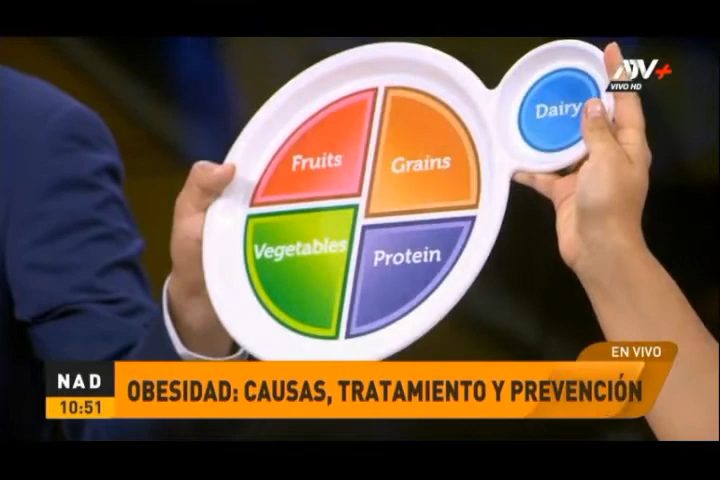 ATV+
VIVO HD
Dairy
Fruits
Grains
Vegetables
Protein
EN VIVO
NAD
10:51
OBESIDAD: CAUSAS, TRATAMIENTO Y PREVENCIÓN